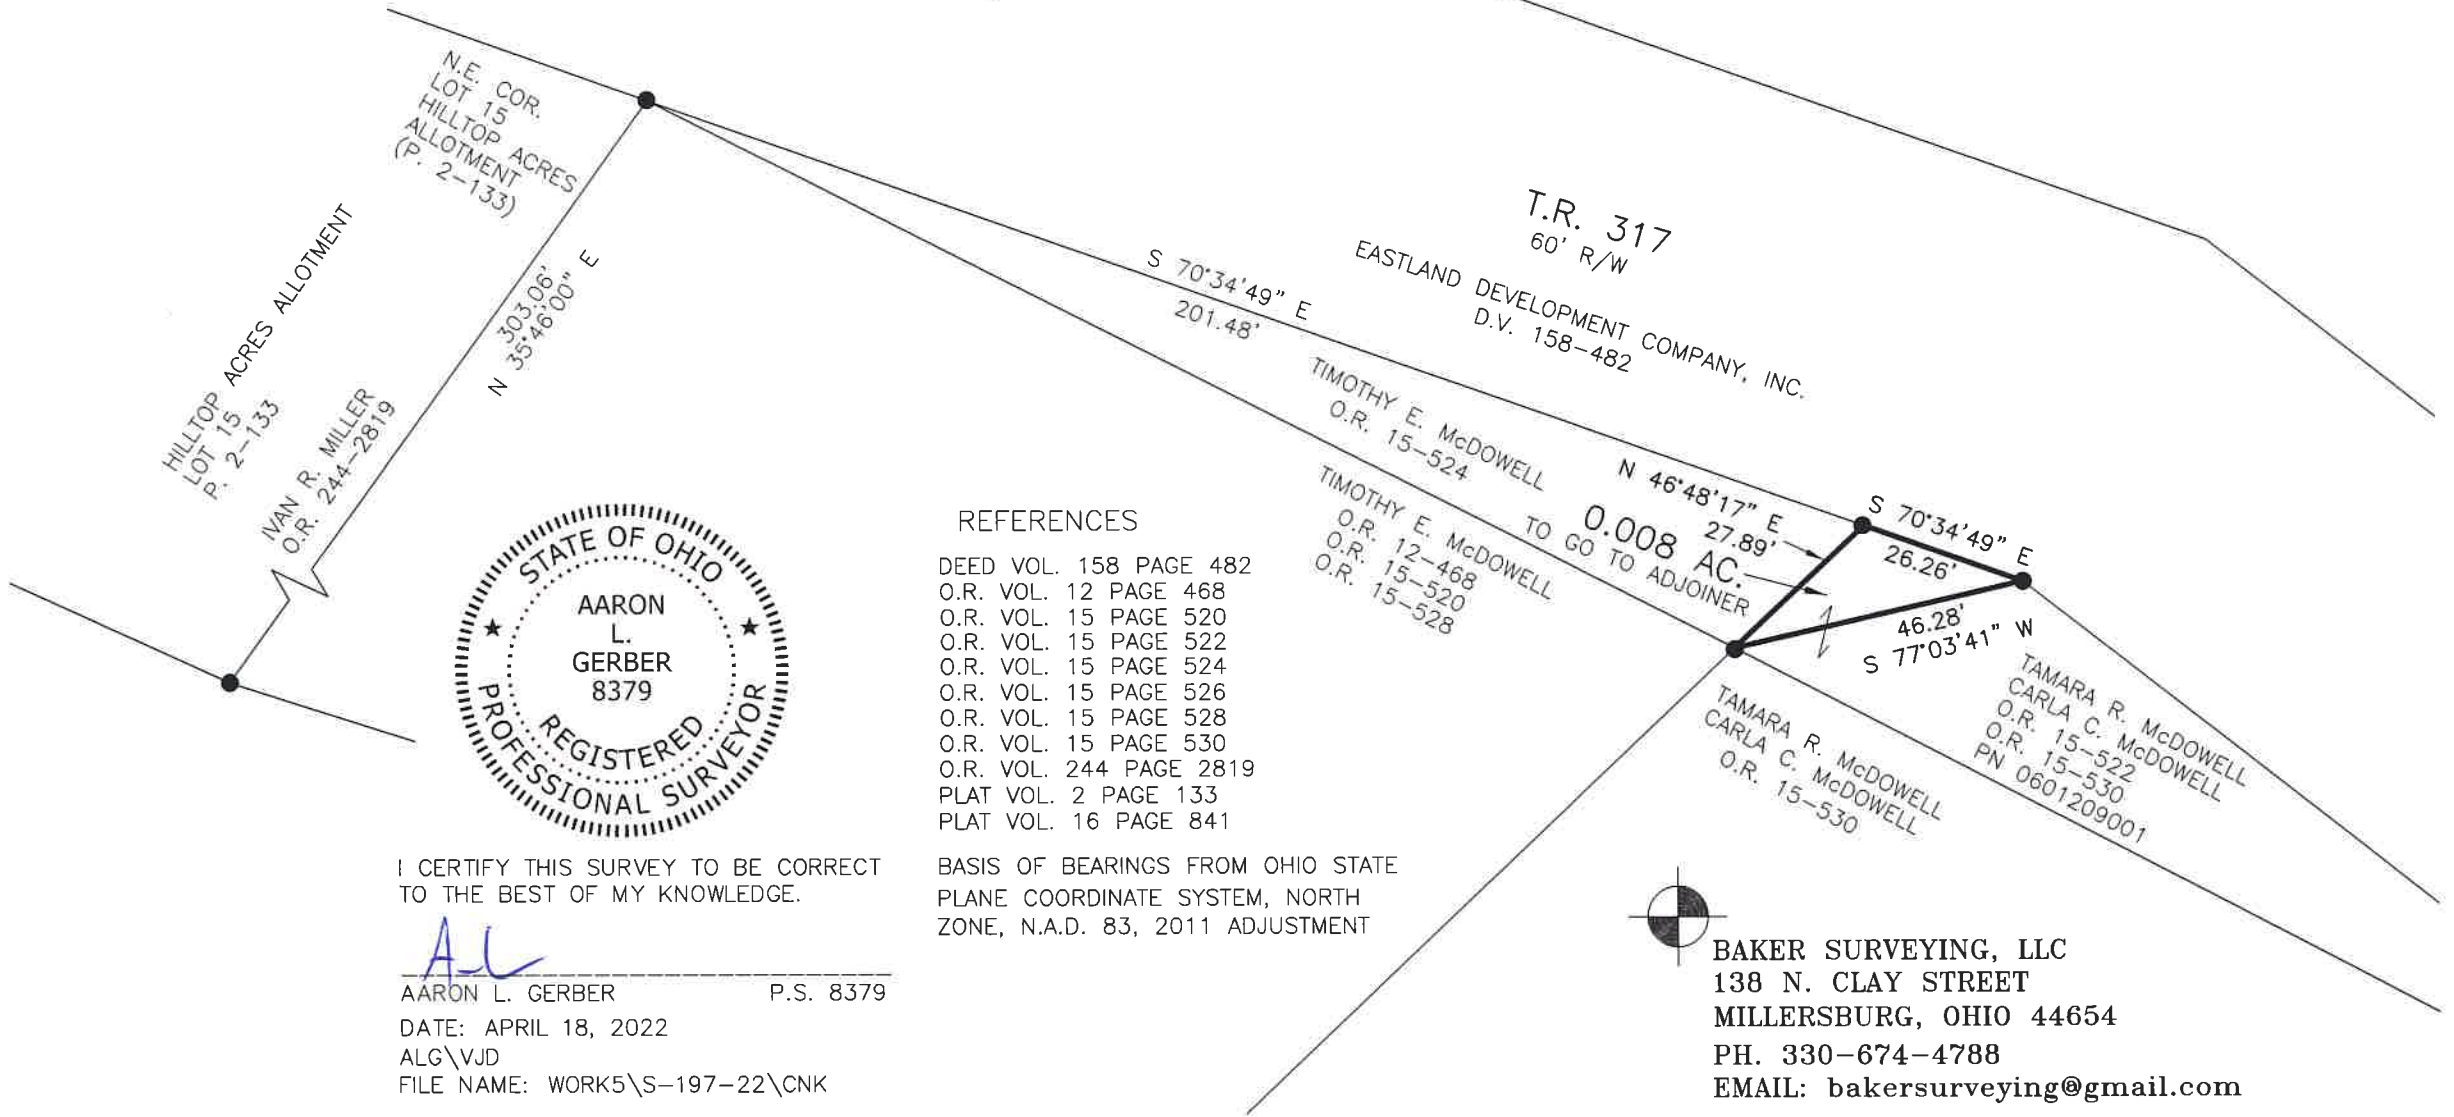 N.E. COR.
LOT 15
HILLTOP ACRES
ALLOTMENT
(P. 2-133)
HILLTOP ACRES ALLOTMENT
LOT 15
P. 2-133
IVAN R. MILLER
O.R. 244-2819
303.06'
N 35°46'00" E
S 70°34'49" E
201.48'
T.R. 317
60' R/W
EASTLAND DEVELOPMENT COMPANY, INC.
D.V. 158-482
TIMOTHY E. McDOWELL
O.R. 15-524
TIMOTHY E. McDOWELL
O.R. 12-468
O.R. 15-520
O.R. 15-528
N 46°48'17" E
27.89'
0.008 AC.
TO GO TO ADJOINER
S 70°34'49" E
26.26'
46.28'
S 77°03'41" W
TAMARA R. McDOWELL
CARLA C. McDOWELL
O.R. 15-522
O.R. 15-530
PN 0601209001
TAMARA R. McDOWELL
CARLA C. McDOWELL
O.R. 15-530
STATE OF OHIO
AARON
L.
GERBER
8379
REGISTERED
PROFESSIONAL SURVEYOR
I CERTIFY THIS SURVEY TO BE CORRECT
TO THE BEST OF MY KNOWLEDGE.
AARON L. GERBER P.S. 8379
DATE: APRIL 18, 2022
ALG\VJD
FILE NAME: WORK5\S-197-22\CNK
REFERENCES
DEED VOL. 158 PAGE 482
O.R. VOL. 12 PAGE 468
O.R. VOL. 15 PAGE 520
O.R. VOL. 15 PAGE 522
O.R. VOL. 15 PAGE 524
O.R. VOL. 15 PAGE 526
O.R. VOL. 15 PAGE 528
O.R. VOL. 15 PAGE 530
O.R. VOL. 244 PAGE 2819
PLAT VOL. 2 PAGE 133
PLAT VOL. 16 PAGE 841
BASIS OF BEARINGS FROM OHIO STATE
PLANE COORDINATE SYSTEM, NORTH
ZONE, N.A.D. 83, 2011 ADJUSTMENT
BAKER SURVEYING, LLC
138 N. CLAY STREET
MILLERSBURG, OHIO 44654
PH. 330-674-4788
EMAIL: bakersurveying@gmail.com